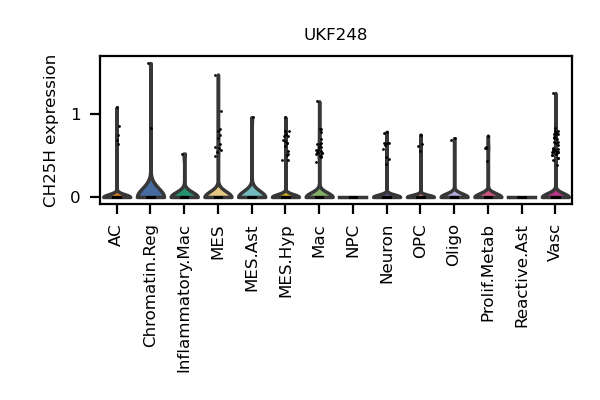 UKF248
CH25H expression
1
0
AC
Chromatin.Reg
Inflammatory.Mac
MES
MES.Ast
MES.Hyp
Mac
NPC
Neuron
OPC
Oligo
Prolif.Metab
Reactive.Ast
Vasc